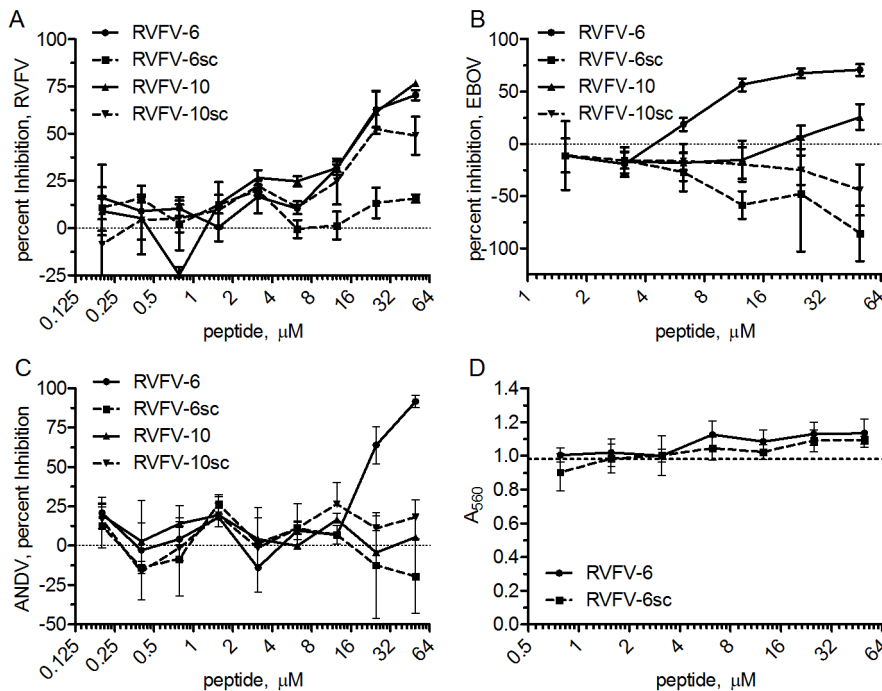 A
RVFV-6
RVFV-6sc
RVFV-10
RVFV-10sc
percent Inhibition, RVFV
100
75
50
25
0
-25
0.125
0.25
0.5
1
2
4
8
16
32
64
peptide, μM
B
RVFV-6
RVFV-6sc
RVFV-10
RVFV-10sc
percent inhibition, EBOV
100
50
0
-50
-100
1
2
4
8
16
32
64
peptide, μM
C
RVFV-6
RVFV-6sc
RVFV-10
RVFV-10sc
ANDV, percent Inhibition
100
75
50
25
0
-25
-50
0.125
0.25
0.5
1
2
4
8
16
32
64
peptide, μM
D
A560
1.4
1.2
1.0
0.8
0.6
0.4
0.2
0.0
RVFV-6
RVFV-6sc
0.5
1
2
4
8
16
32
64
peptide, μM